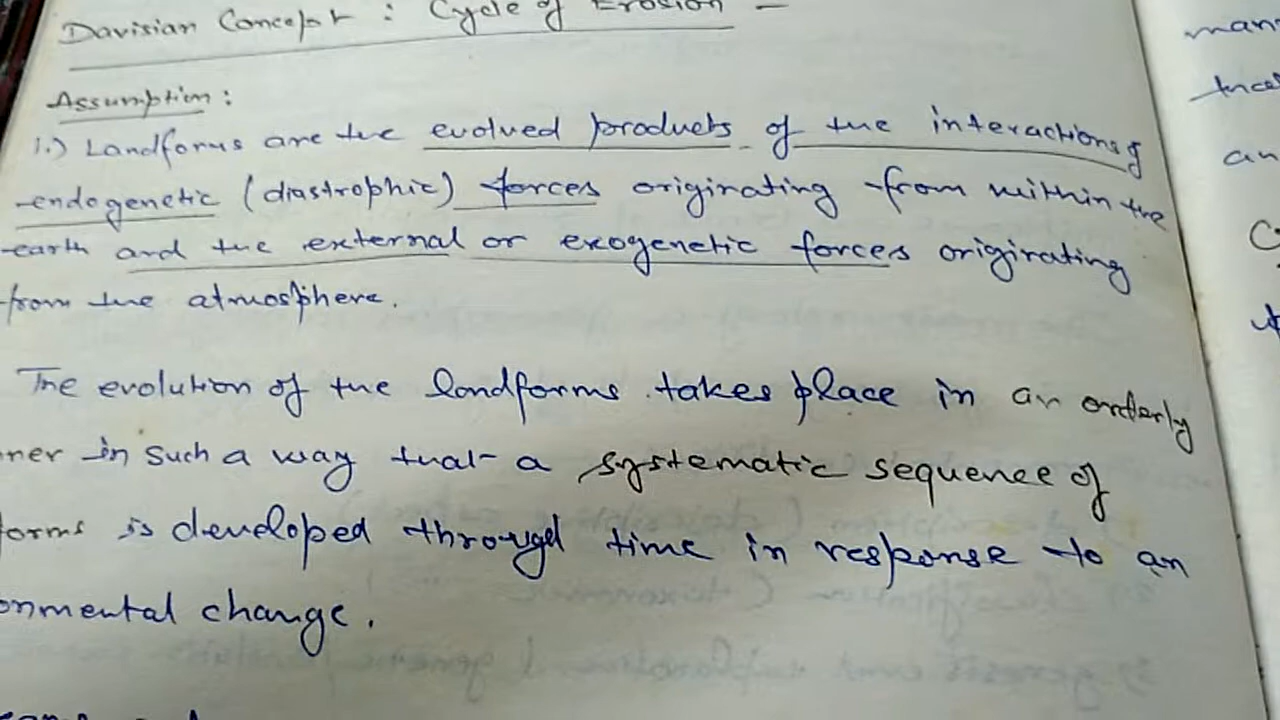 Davisian Concept : Cycle of Erosion –
Assumption :
1.) Landforms are the evolved products of the interactions of
endogenetic (diastrophic) forces originating from within the
earth and the external or exogenetic forces originating
from the atmosphere.
The evolution of the landforms takes place in an orderly
ner in such a way that a systematic sequence of
forms is developed through time in response to an
onmental change.
man
an